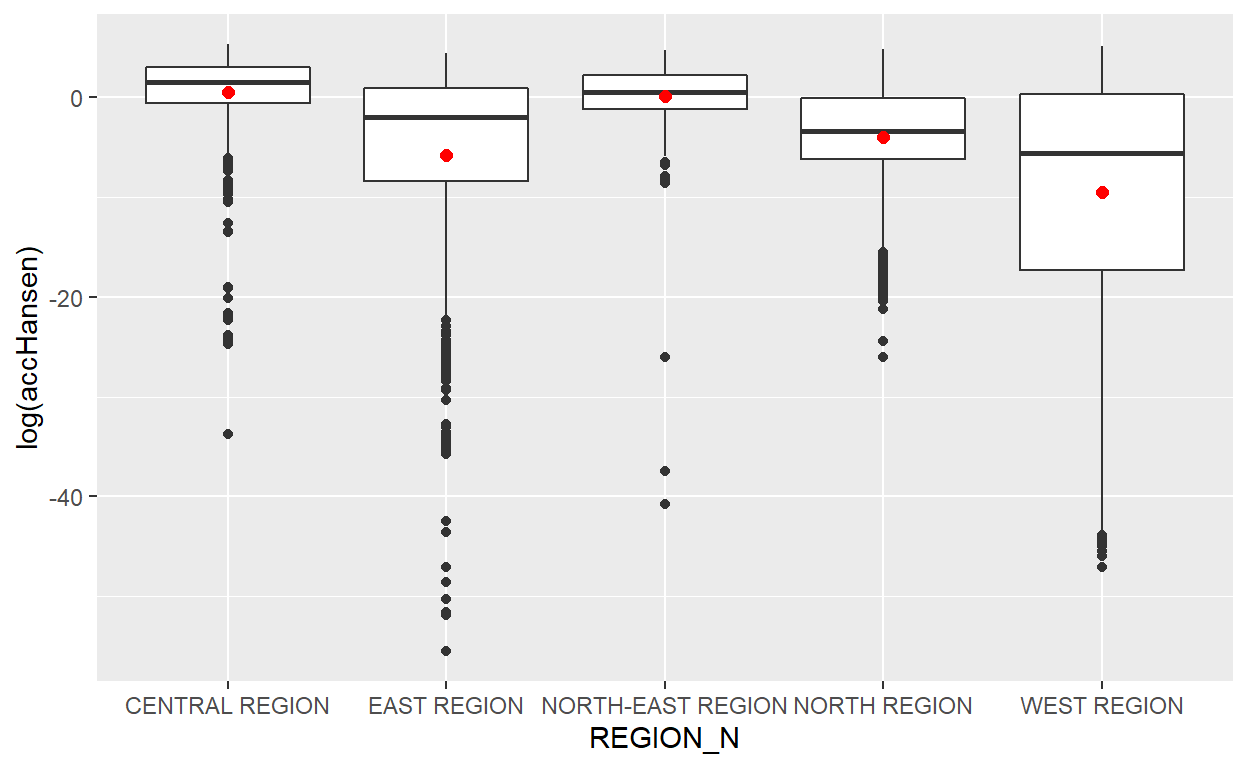 0
-20
-40
log(accHansen)
CENTRAL REGION
EAST REGION
NORTH-EAST REGION
NORTH REGION
WEST REGION
REGION_N